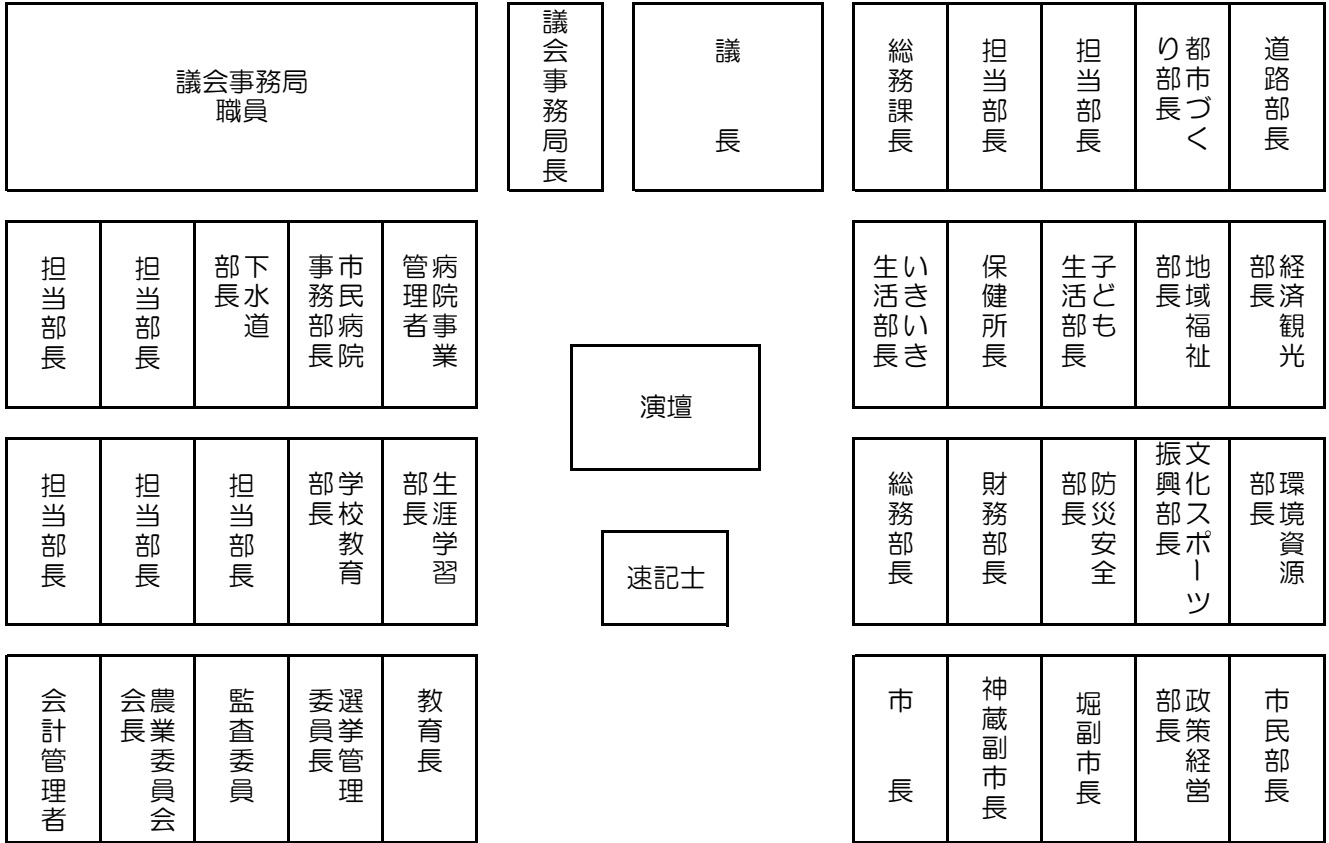 議会事務局
職員
議会事務局長
議長
総務課長
担当部長
担当部長
都市づく
り部長
道路部長
担当部長
担当部長
下水道
部長
市民病院
事務部長
病院事業
管理者
いきいき
生活部長
保健所長
子ども
生活部長
地域福祉
部長
経済観光
部長
演壇
担当部長
担当部長
担当部長
学校教育
部長
生涯学習
部長
速記士
総務部長
財務部長
防災安全
部長
文化スポーツ
振興部長
環境資源
部長
会計管理者
農業委員会
会長
監査委員
選挙管理
委員長
教育長
市長
神蔵副市長
堀副市長
政策経営
部長
市民部長